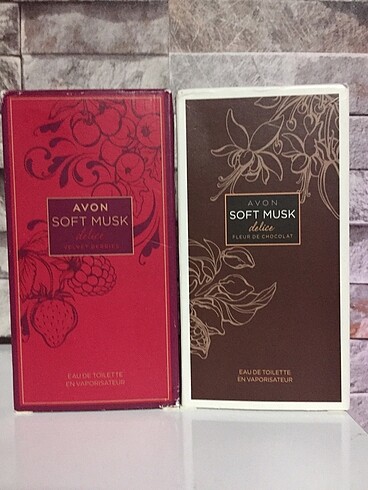 AVON
SOFT MUSK
delice
VELVET BERRIES
EAU DE TOILETTE
EN VAPORISATEUR
AVON
SOFT MUSK
delice
FLEUR DE CHOCOLAT
EAU DE TOILETTE
EN VAPORISATEUR